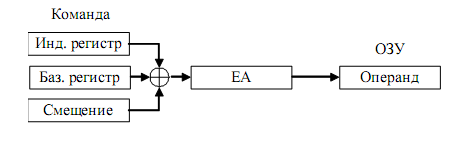 Команда
Инд. регистр
ОЗУ
Баз. регистр
EA
Операнд
Смещение